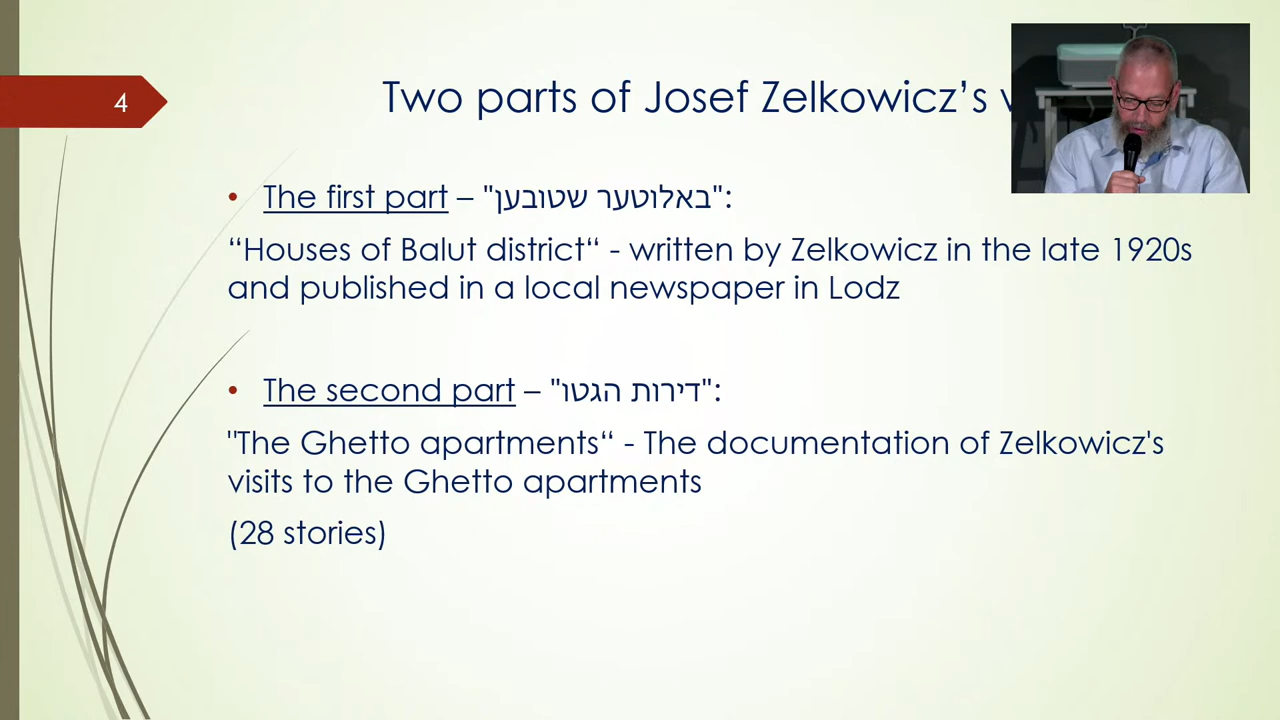 4
Two parts of Josef Zelkowicz’s
• The first part – "באלוטער שטובען":
“Houses of Balut district“ - written by Zelkowicz in the late 1920s
and published in a local newspaper in Lodz
• The second part – "דירות הגטו":
"The Ghetto apartments“ - The documentation of Zelkowicz's
visits to the Ghetto apartments
(28 stories)